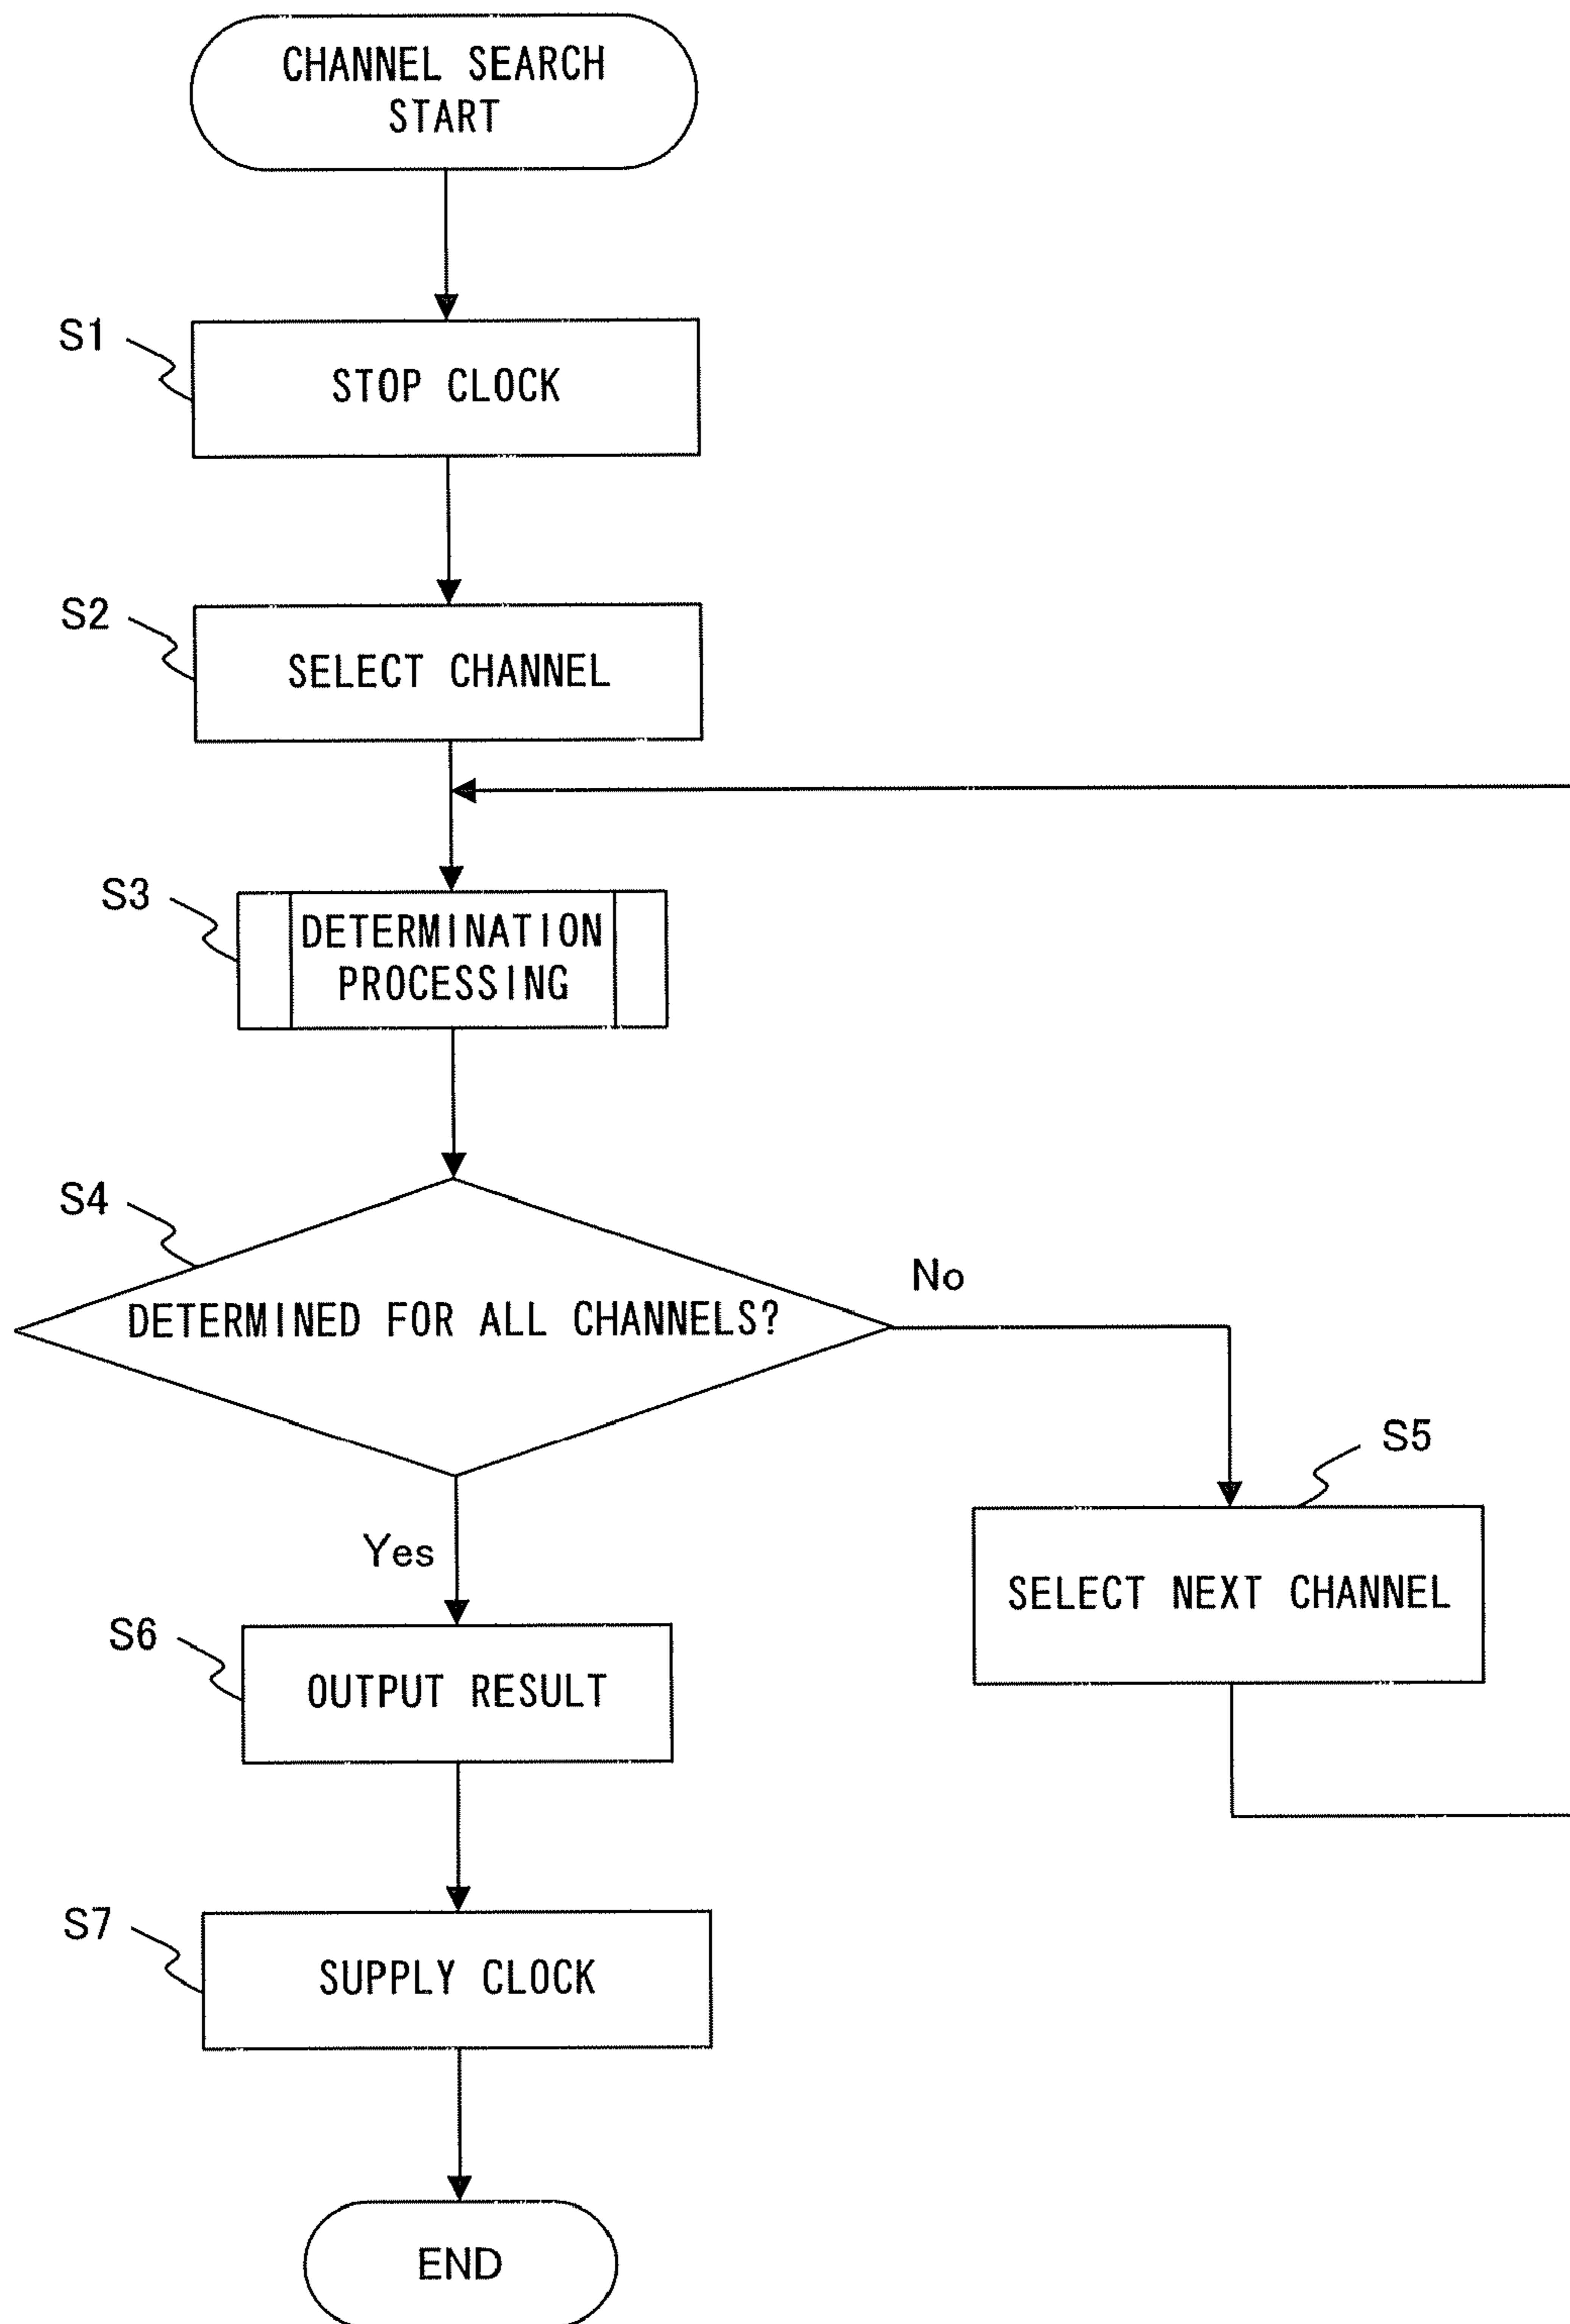 CHANNEL SEARCH
START
S1
STOP CLOCK
S2
SELECT CHANNEL
S3
DETERMINATION
PROCESSING
S4
DETERMINED FOR ALL CHANNELS?
No
S5
SELECT NEXT CHANNEL
Yes
S6
OUTPUT RESULT
S7
SUPPLY CLOCK
END